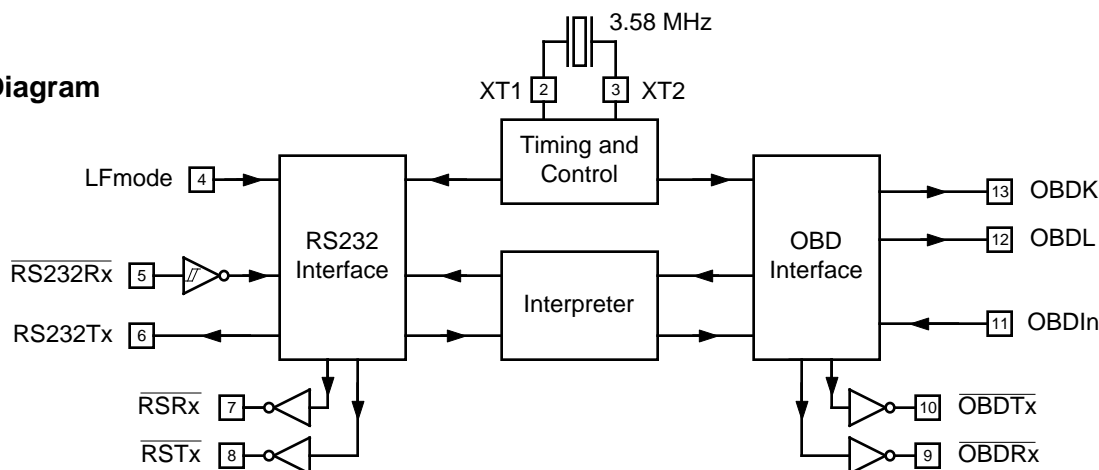 3.58 MHz
Diagram
XT1 2 3 XT2
Timing and
Control
LFmode 4
RS232
Interface
OBD
Interface
13 OBDK
12 OBDL
RS232Rx 5
Interpreter
RS232Tx 6
11 OBDIn
RSRx 7
10 OBDTx
RSTx 8
9 OBDRx